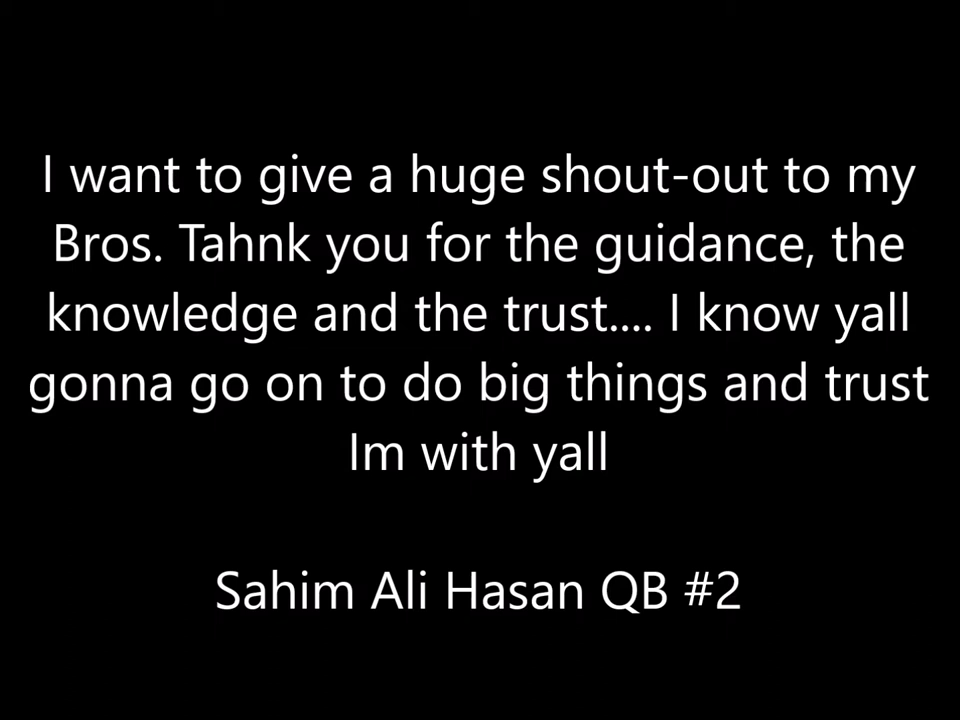 I want to give a huge shout-out to my
Bros. Tahnk you for the guidance, the
knowledge and the trust.... I know yall
gonna go on to do big things and trust
Im with yall
Sahim Ali Hasan QB #2